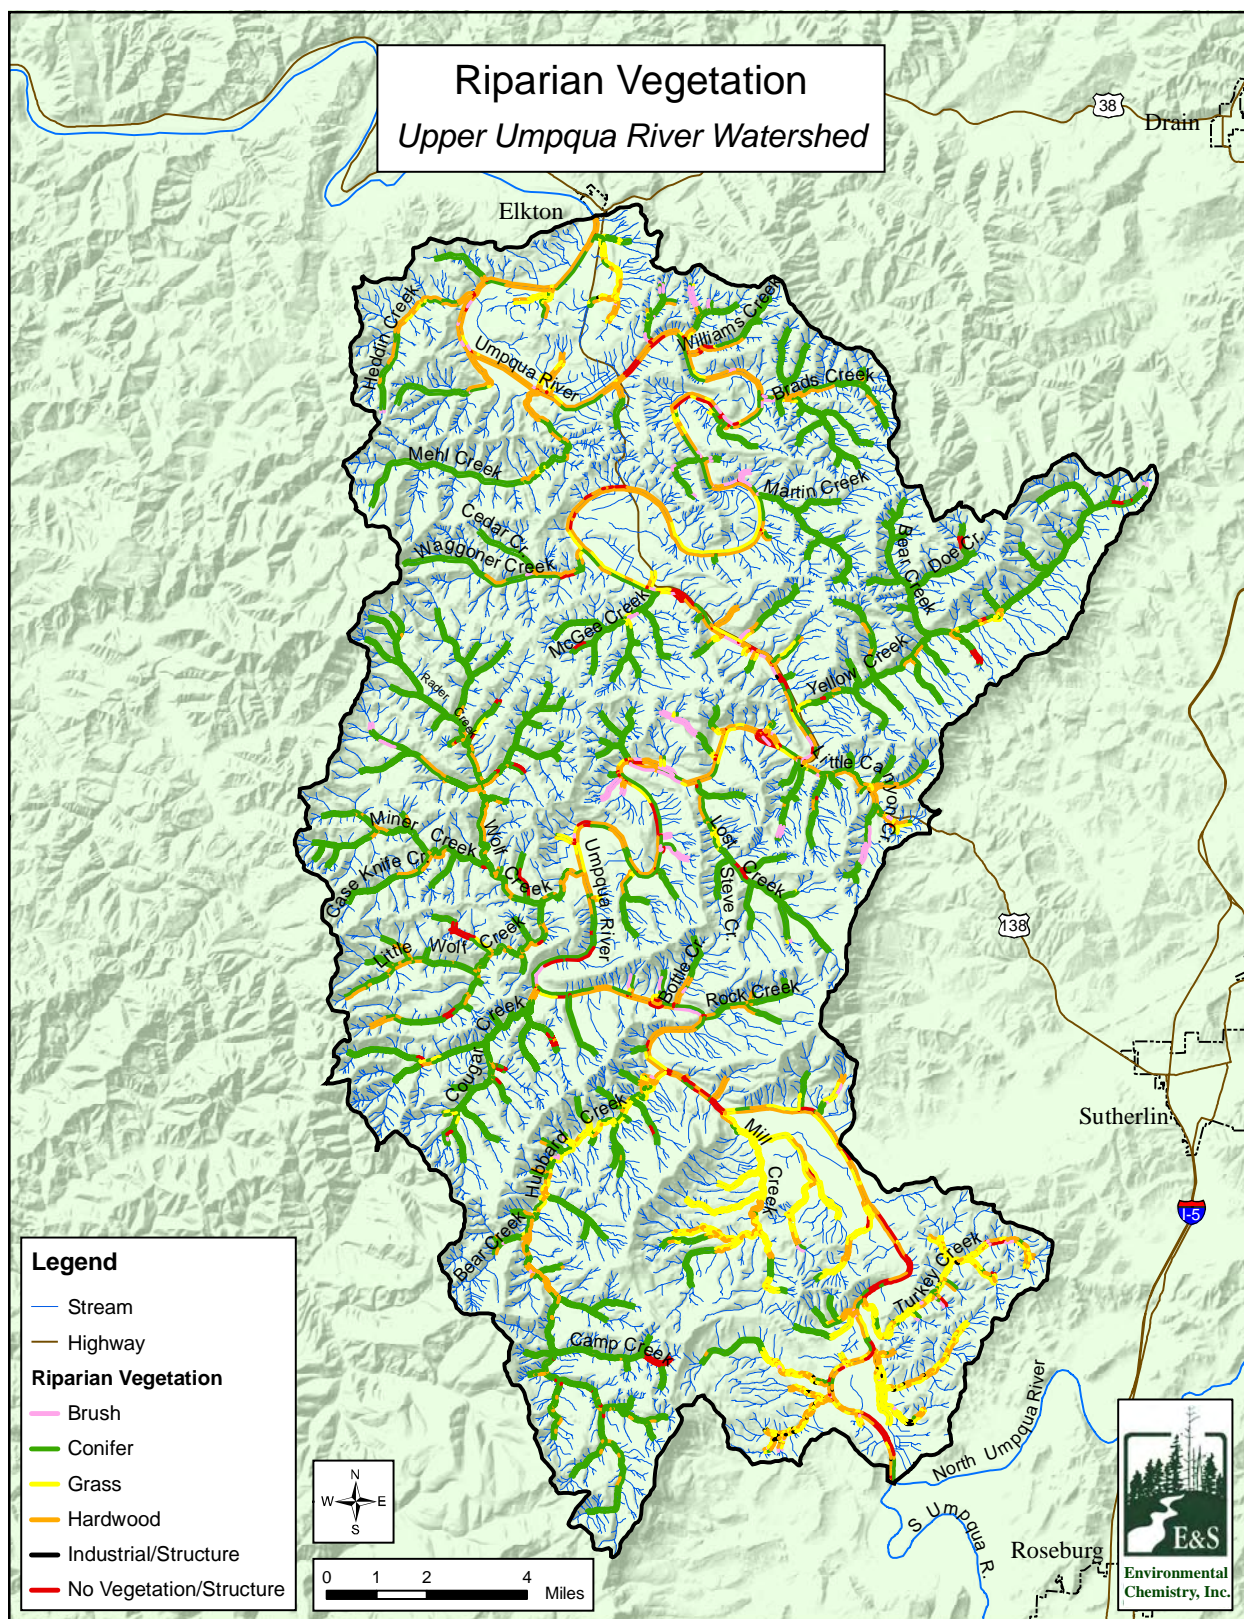 Riparian Vegetation
Upper Umpqua River Watershed
38
Drain
Elkton
Heddin Creek
Williams Creek
Umpqua River
Brads Creek
Mehl Creek
Martin Creek
Cedar Cr.
Waggoner Creek
Bear Creek
Doe Cr.
McGee Creek
Yellow Creek
Rader Creek
Little Canyon Cr.
Miner Creek
Wolf Creek
Lost Creek
Case Knife Cr.
Umpqua River
Steve Cr.
138
Little Wolf Creek
Bottle Cr.
Rock Creek
Cougar Creek
Hubbard Creek
Mill Creek
Sutherlin
I-5
Bear Creek
Turkey Creek
Camp Creek
North Umpqua River
S. Umpqua R.
Roseburg
Legend
Stream
Highway
Riparian Vegetation
Brush
Conifer
Grass
Hardwood
Industrial/Structure
No Vegetation/Structure
N
W E
S
0 1 2 4
Miles
E&S
Environmental
Chemistry, Inc.